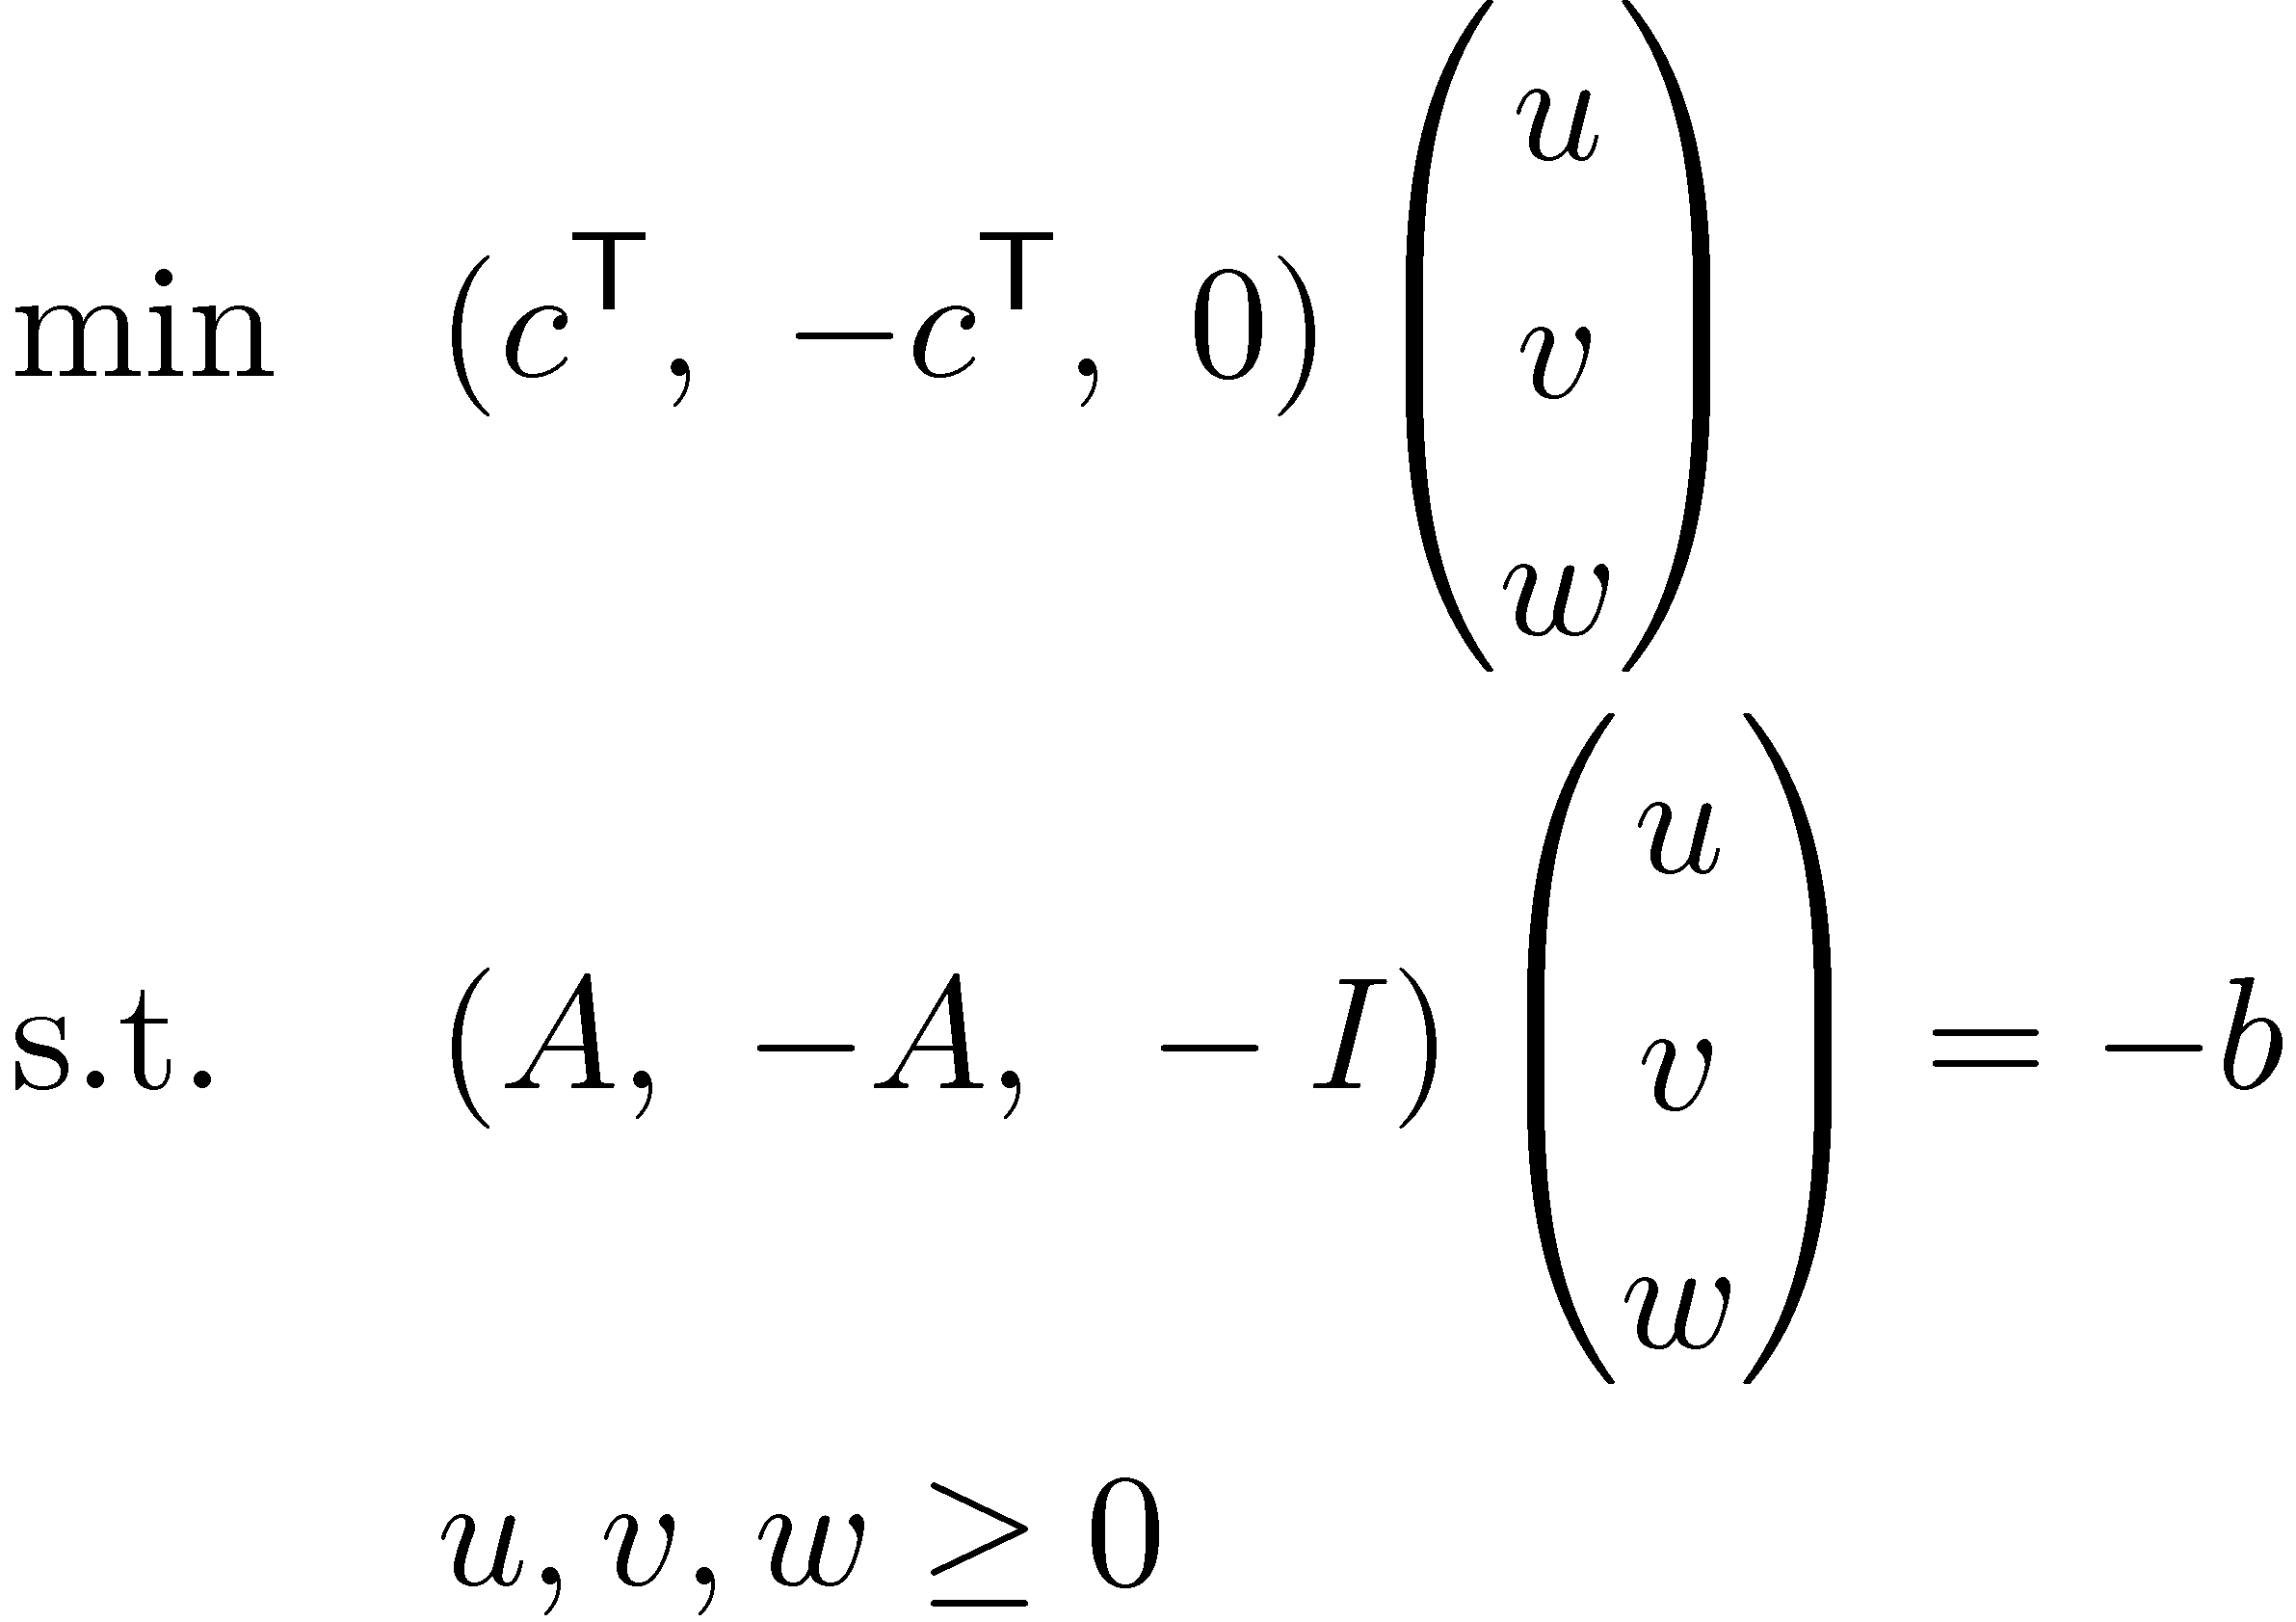 min (c^⊤, −c^⊤, 0) (u v w)
s.t. (A, −A, −I) (u v w) = −b
u, v, w ≥ 0